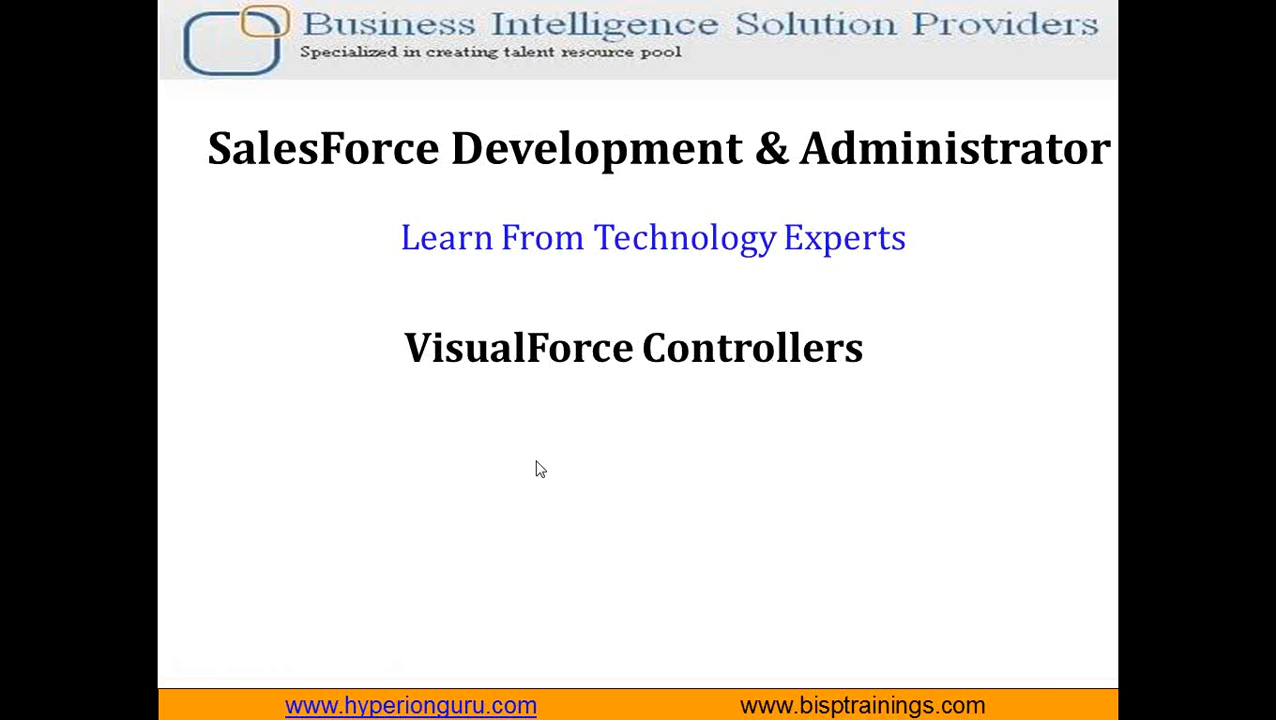 Business Intelligence Solution Providers
Specialized in creating talent resource pool
SalesForce Development & Administrator
Learn From Technology Experts
VisualForce Controllers
www.hyperionguru.com
www.bisptrainings.com